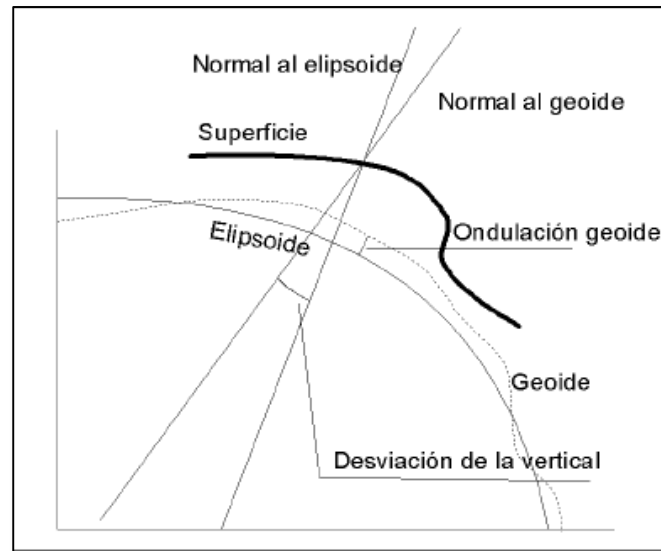 Normal al elipsoide
Normal al geoide
Superficie
Elipsoide
Ondulación geoide
Geoide
Desviación de la vertical